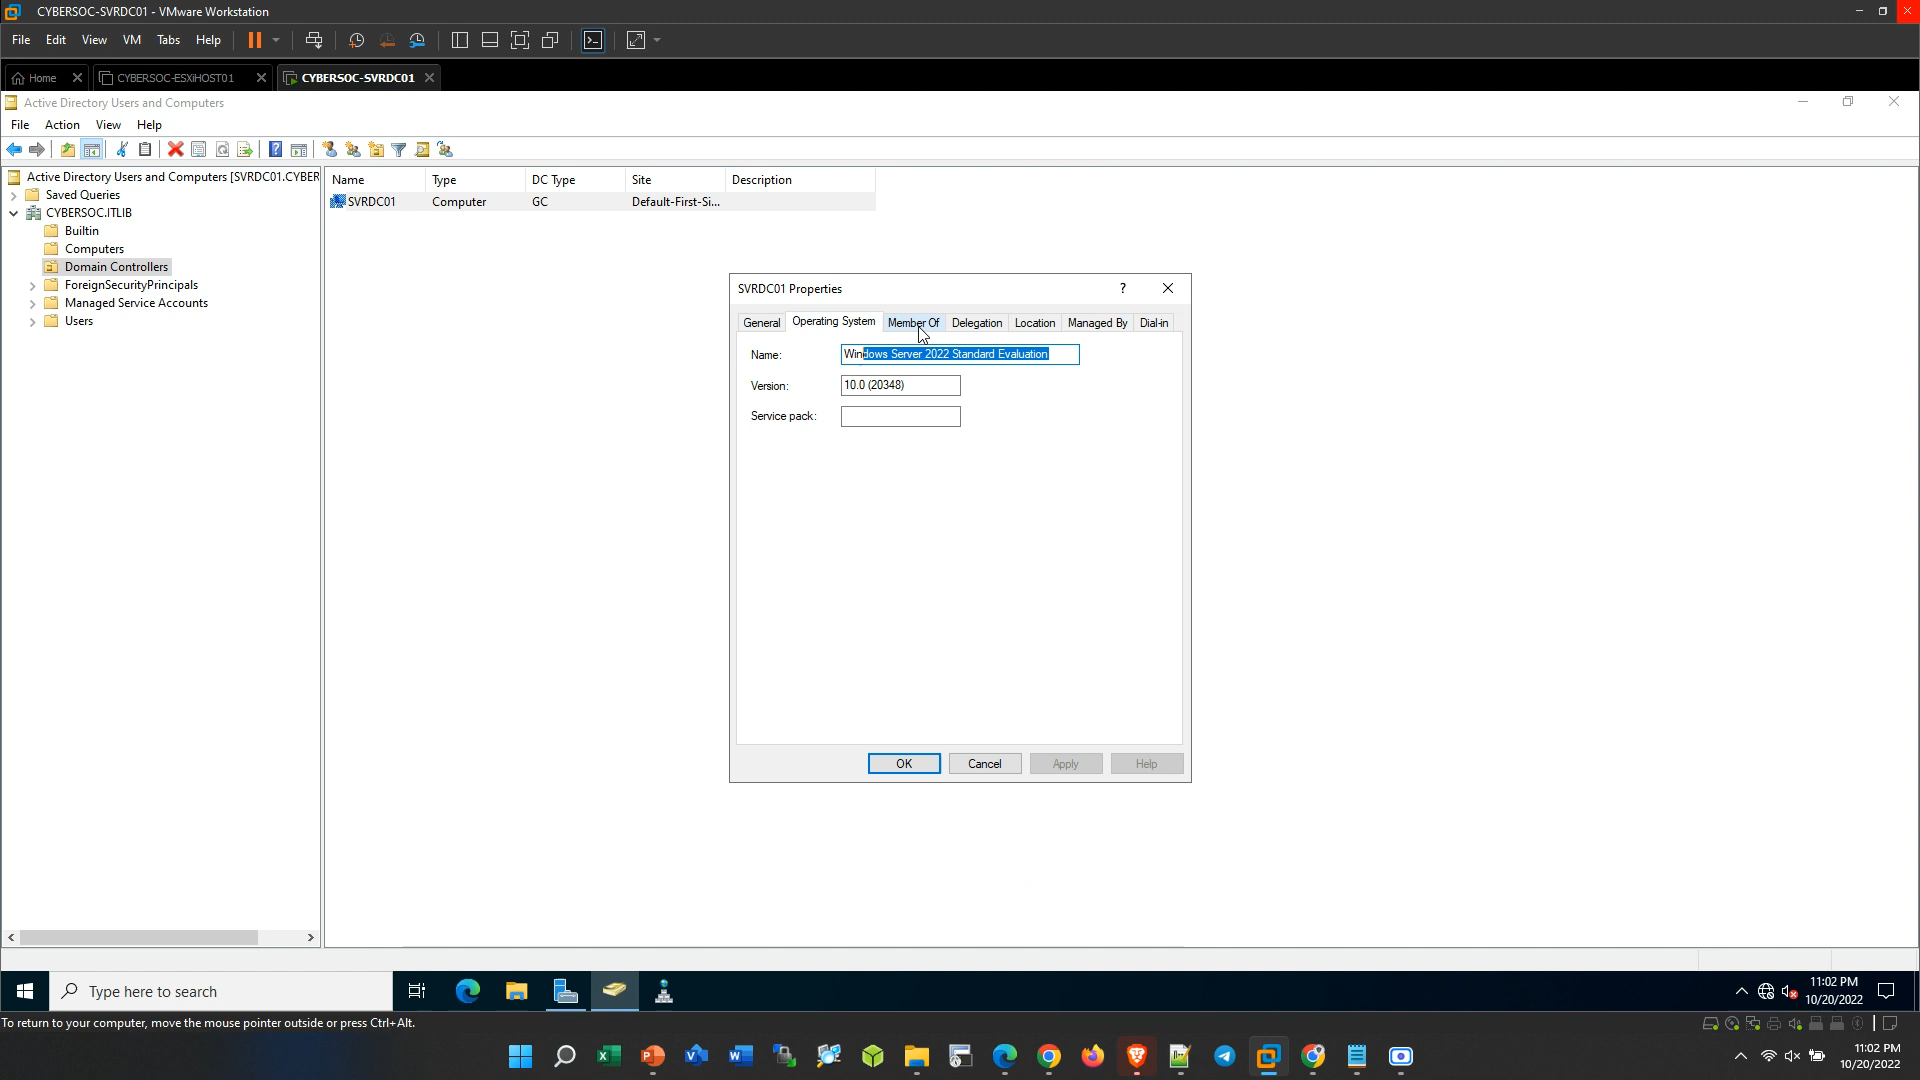 CYBERSOC-SVRDC01 - VMware Workstation
File Edit View VM Tabs Help
Home CYBERSOC-ESXiHOST01 CYBERSOC-SVRDC01
Active Directory Users and Computers
File Action View Help
Active Directory Users and Computers [SVRDC01.CYBER
Saved Queries
CYBERSOC.ITLIB
Builtin
Computers
Domain Controllers
ForeignSecurityPrincipals
Managed Service Accounts
Users
Name Type DC Type Site Description
SVRDC01 Computer GC Default-First-Si...
SVRDC01 Properties
General Operating System Member Of Delegation Location Managed By Dial-in
Name: Windows Server 2022 Standard Evaluation
Version: 10.0 (20348)
Service pack:
OK Cancel Apply Help
Type here to search
11:02 PM
10/20/2022
To return to your computer, move the mouse pointer outside or press Ctrl+Alt.
11:02 PM
10/20/2022